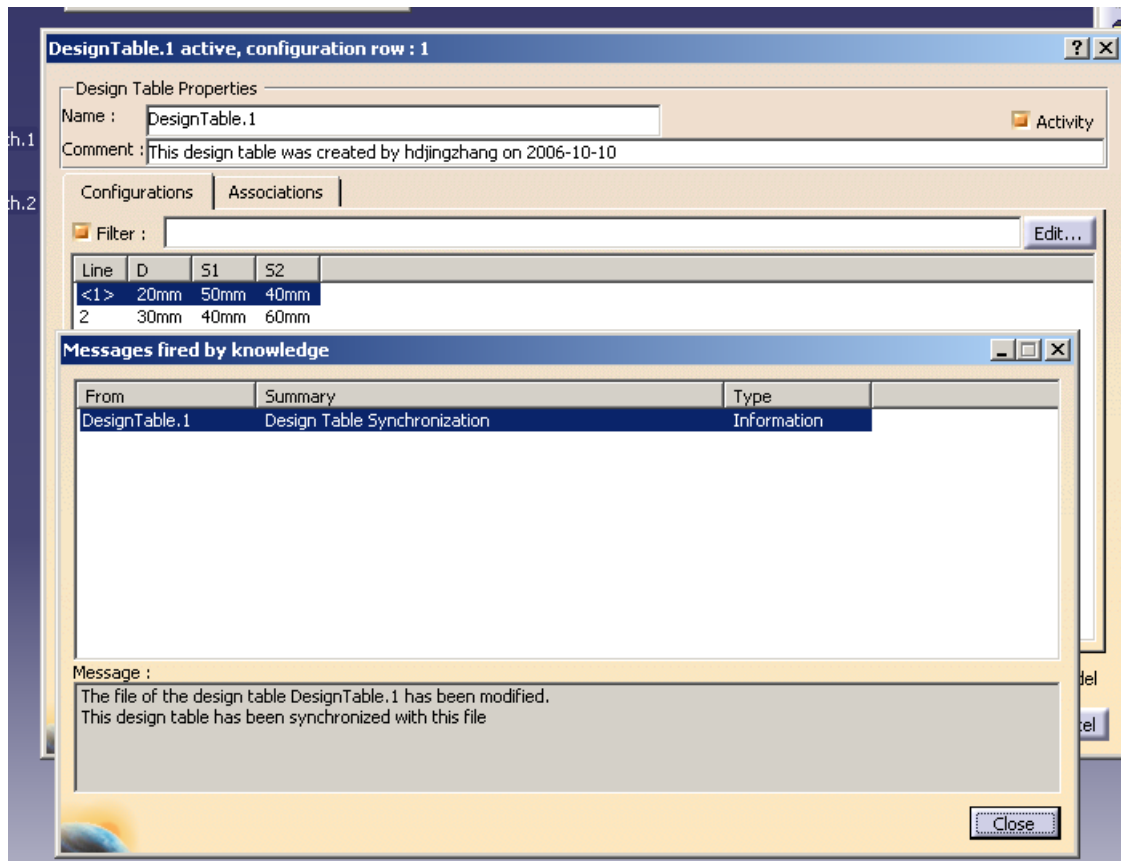 DesignTable.1 active, configuration row : 1
Design Table Properties
Name : DesignTable.1 Activity
Comment : This design table was created by hdjingzhang on 2006-10-10
Configurations Associations
Filter : Edit...
Line D S1 S2
<1> 20mm 50mm 40mm
2 30mm 40mm 60mm
Messages fired by knowledge
From Summary Type
DesignTable.1 Design Table Synchronization Information
Message :
The file of the design table DesignTable.1 has been modified.
This design table has been synchronized with this file
Close